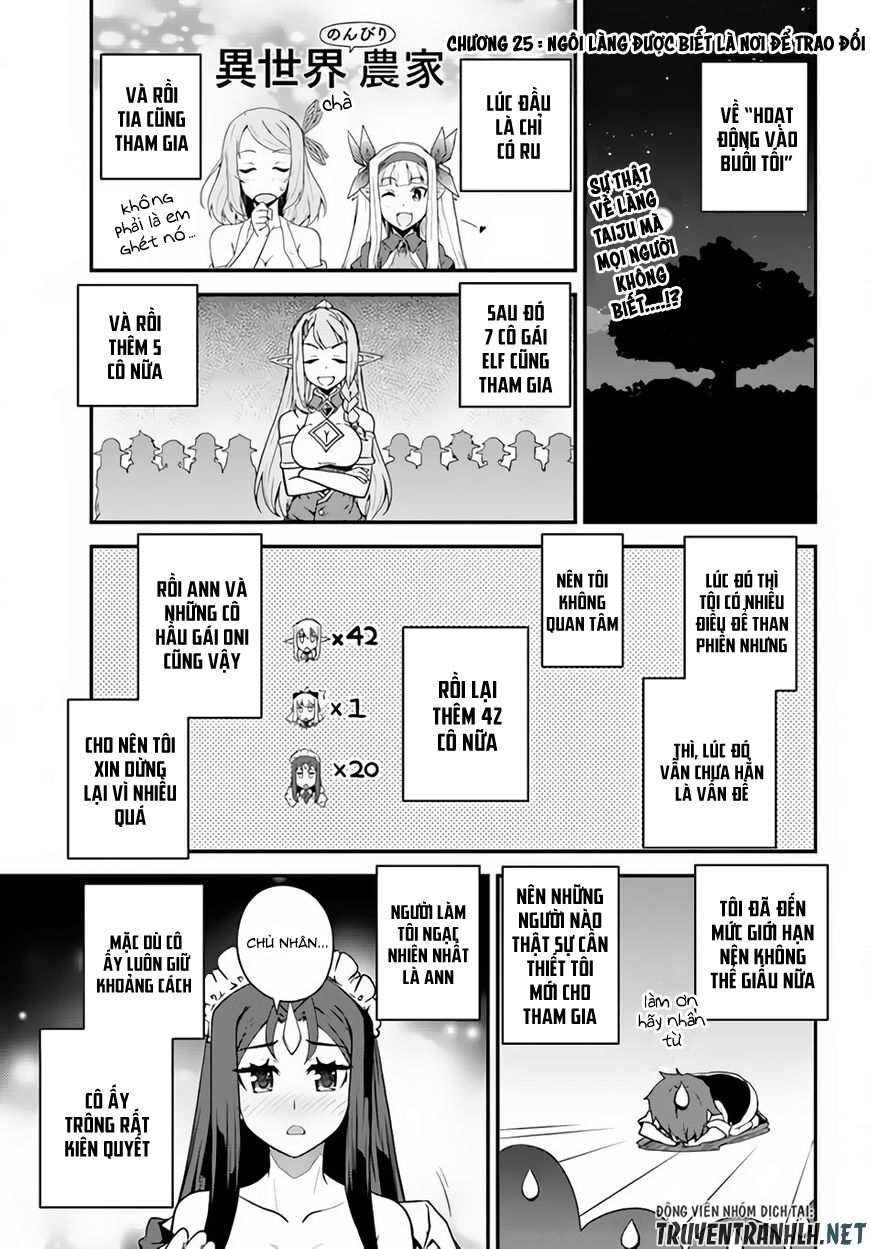 CHƯƠNG 25 : NGÔI LÀNG ĐƯỢC BIẾT LÀ NƠI ĐỂ TRAO ĐỔI
のんびり
異世界 農家
VỀ “HOẠT
ĐỘNG VÀO
BUỔI TỐI”
SỰ THẬT
VỀ LÀNG
TAIJU MÀ
MỌI NGƯỜI
KHÔNG
BIẾT.....!?
LÚC ĐẦU
LÀ CHỈ
CÓ RU
chà
VÀ RỒI
TIA CŨNG
THAM GIA
không
phải là em
ghét nó...
SAU ĐÓ
7 CÔ GÁI
ELF CŨNG
THAM GIA
VÀ RỒI
THÊM 5
CÔ NỮA
LÚC ĐÓ THÌ
TÔI CÓ NHIỀU
ĐIỀU ĐỂ THAN
PHIỀN NHƯNG
THÌ, LÚC ĐÓ
VẪN CHƯA HẲN
LÀ VẤN ĐỀ
NÊN TÔI
KHÔNG
QUAN TÂM
RỒI LẠI
THÊM 42
CÔ NỮA
x 42
x 1
x20
RỒI ANN VÀ
NHỮNG CÔ
HẦU GÁI ONI
CŨNG VẬY
CHO NÊN TÔI
XIN DỪNG
LẠI VÌ NHIỀU
QUÁ
TÔI ĐÃ ĐẾN
MỨC GIỚI HẠN
NÊN KHÔNG
THỂ GIẤU NỮA
NÊN NHỮNG
NGƯỜI NÀO
THẬT SỰ CẦN
THIẾT TÔI
MỚI CHO
THAM GIA
làm ơn
hãy nhân
từ
NGƯỜI LÀM
TÔI NGẠC
NHIÊN NHẤT
LÀ ANN
CHỦ NHÂN...
MẶC DÙ CÔ
ẤY LUÔN GIỮ
KHOẢNG CÁCH
CÔ ẤY
TRÔNG RẤT
KIÊN QUYẾT
ĐỘNG VIÊN NHÓM DỊCH TẠI:
TRUYENTRANHLH.NET